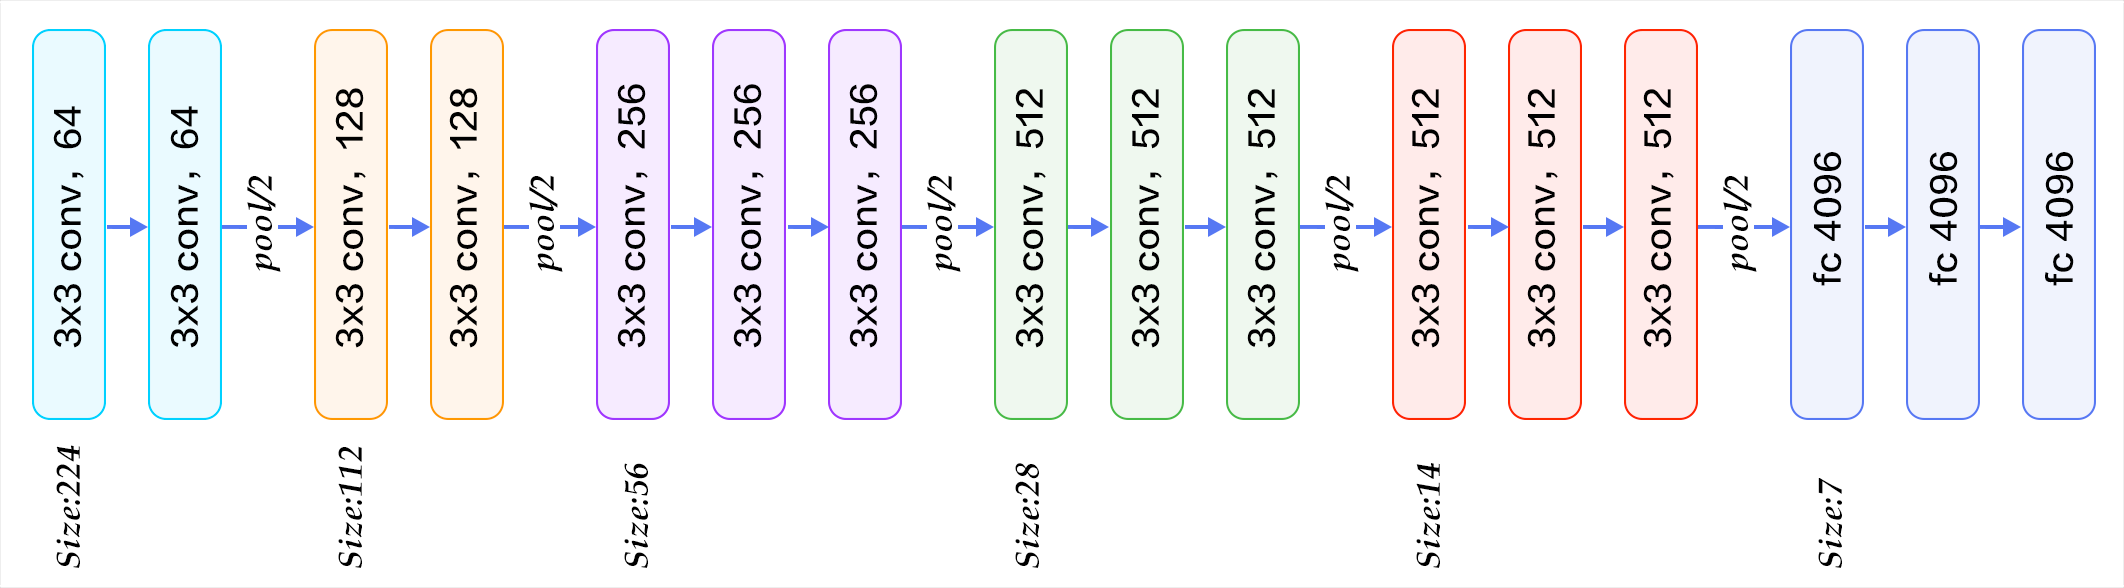 3x3 conv, 64
3x3 conv, 64
pool/2
3x3 conv, 128
3x3 conv, 128
pool/2
3x3 conv, 256
3x3 conv, 256
3x3 conv, 256
pool/2
3x3 conv, 512
3x3 conv, 512
3x3 conv, 512
pool/2
3x3 conv, 512
3x3 conv, 512
3x3 conv, 512
pool/2
fc 4096
fc 4096
fc 4096
Size:224
Size:112
Size:56
Size:28
Size:14
Size:7